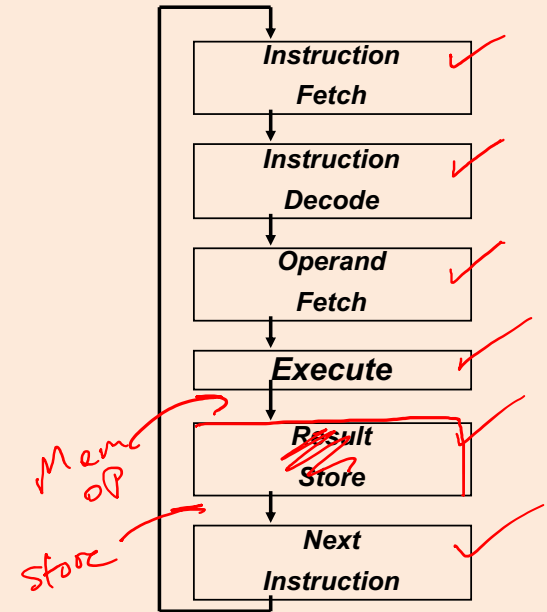 Instruction
Fetch
Instruction
Decode
Operand
Fetch
Execute
Mem
OP
Result
Store
Store
Next
Instruction